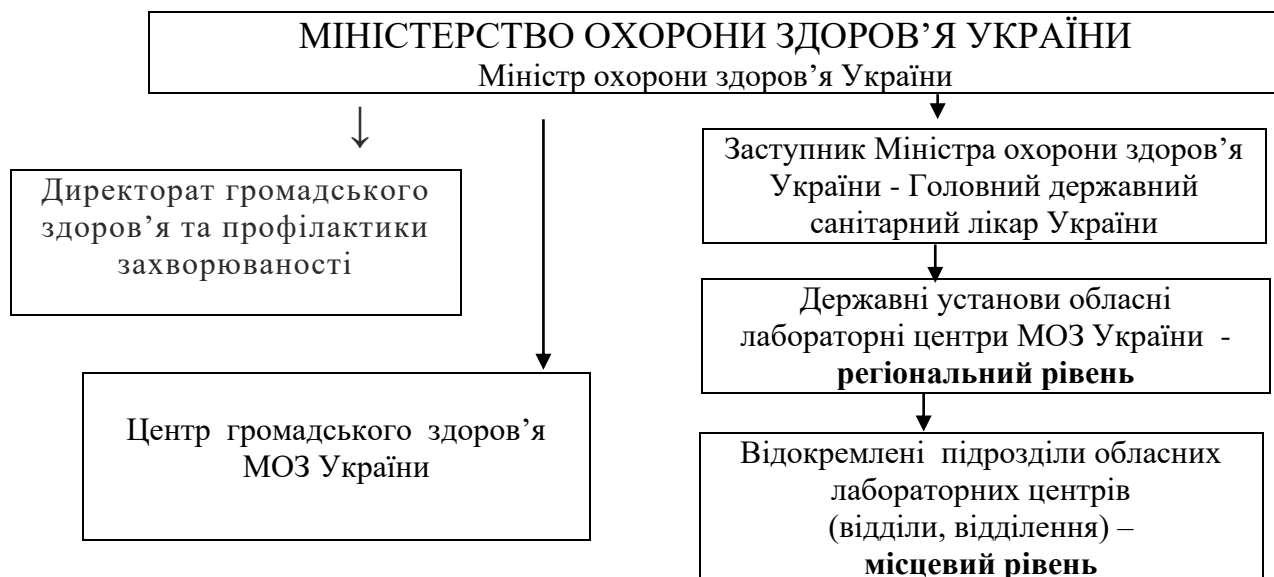 МІНІСТЕРСТВО ОХОРОНИ ЗДОРОВ’Я УКРАЇНИ
Міністр охорони здоров’я України
↓
Директорат громадського
здоров’я та профілактики
захворюваності
Центр громадського здоров’я
МОЗ України
Заступник Міністра охорони здоров’я
України - Головний державний
санітарний лікар України
Державні установи обласні
лабораторні центри МОЗ України -
регіональний рівень
Відокремлені підрозділи обласних
лабораторних центрів
(відділи, відділення) –
місцевий рівень